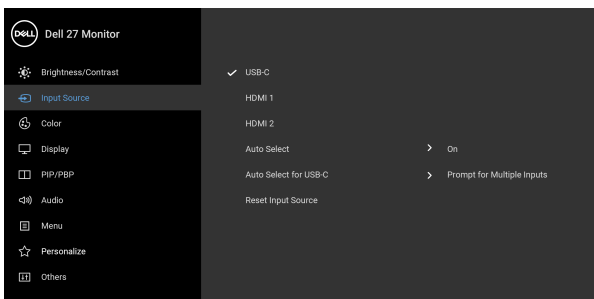 DELL Dell 27 Monitor
Brightness/Contrast
Input Source
Color
Display
PIP/PBP
Audio
Menu
Personalize
Others
USB-C
HDMI 1
HDMI 2
Auto Select > On
Auto Select for USB-C > Prompt for Multiple Inputs
Reset Input Source